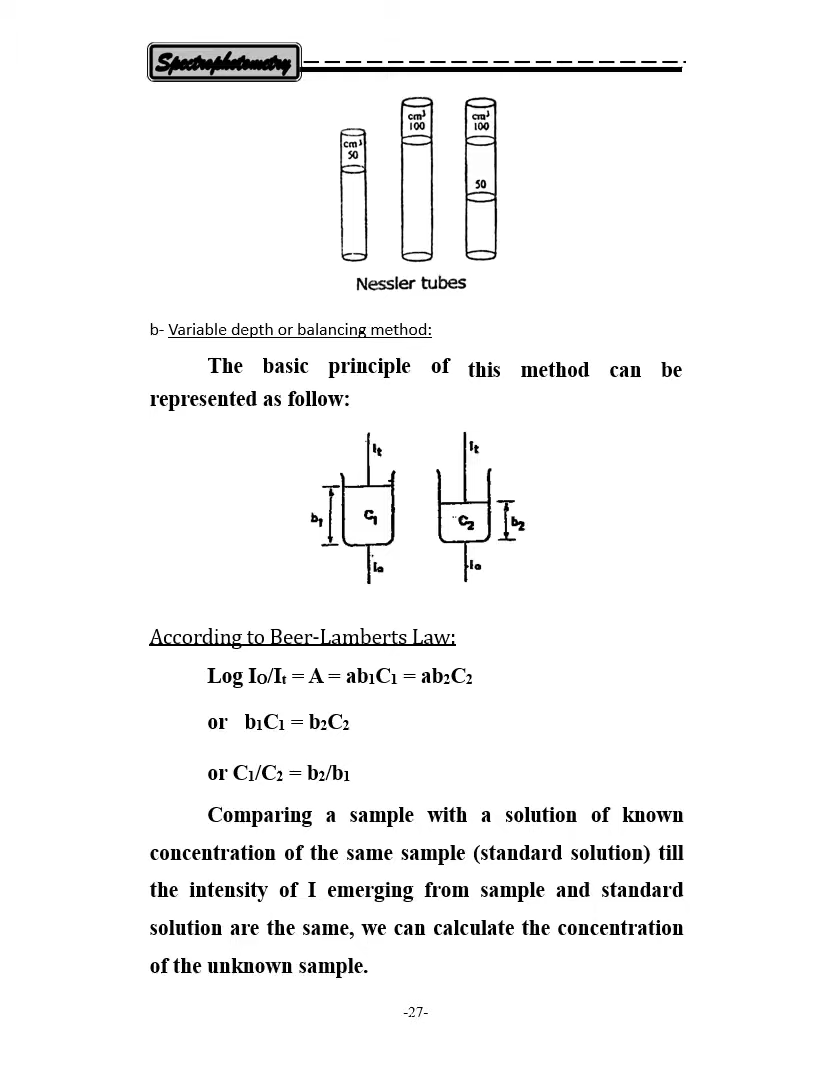 Spectrophotometry
cm³
50
cm³
100
cm³
100
50
Nessler tubes
b- Variable depth or balancing method:
The basic principle of this method can be
represented as follow:
It
It
b₁
C₁
C₂
b₂
Io
Io
According to Beer-Lamberts Law:
Log IO/It = A = ab₁C₁ = ab₂C₂
or b₁C₁ = b₂C₂
or C₁/C₂ = b₂/b₁
Comparing a sample with a solution of known
concentration of the same sample (standard solution) till
the intensity of I emerging from sample and standard
solution are the same, we can calculate the concentration
of the unknown sample.
-27-